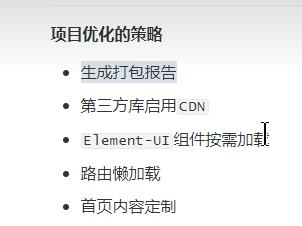 项目优化的策略
生成打包报告
第三方库启用CDN
Element-UI组件按需加载
路由懒加载
首页内容定制